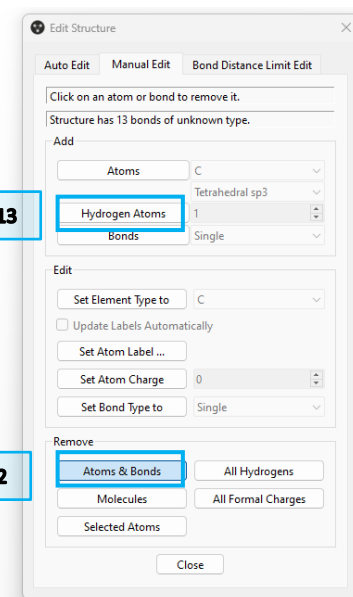 Edit Structure
Auto Edit Manual Edit Bond Distance Limit Edit
Click on an atom or bond to remove it.
Structure has 13 bonds of unknown type.
Add
Atoms C
Tetrahedral sp3
13 Hydrogen Atoms 1
Bonds Single
Edit
Set Element Type to C
Update Labels Automatically
Set Atom Label ...
Set Atom Charge 0
Set Bond Type to Single
Remove
2 Atoms & Bonds All Hydrogens
Molecules All Formal Charges
Selected Atoms
Close